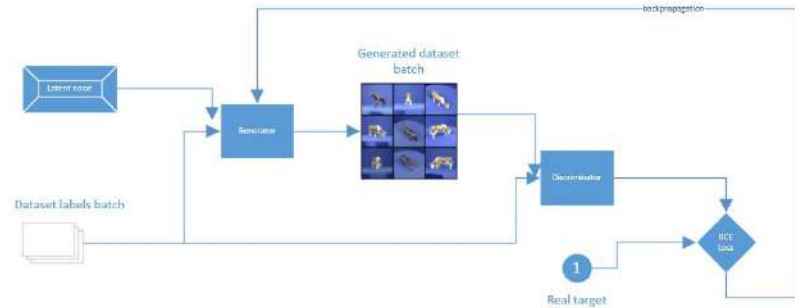 backpropagation
Generated dataset
batch
Latent noise
Generator
Discriminator
Dataset labels batch
BCE
Loss
1
Real target